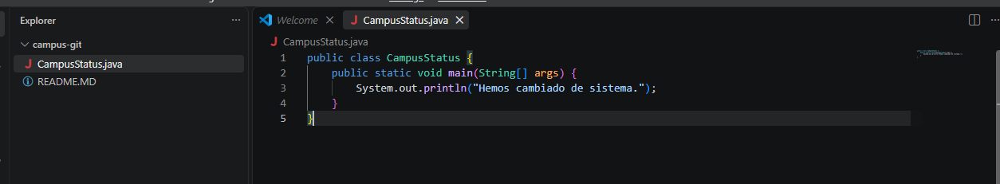 Explorer
campus-git
CampusStatus.java
README.MD
Welcome
CampusStatus.java
CampusStatus.java
1 public class CampusStatus {
2 public static void main(String[] args) {
3 System.out.println("Hemos cambiado de sistema.");
4 }
5 }